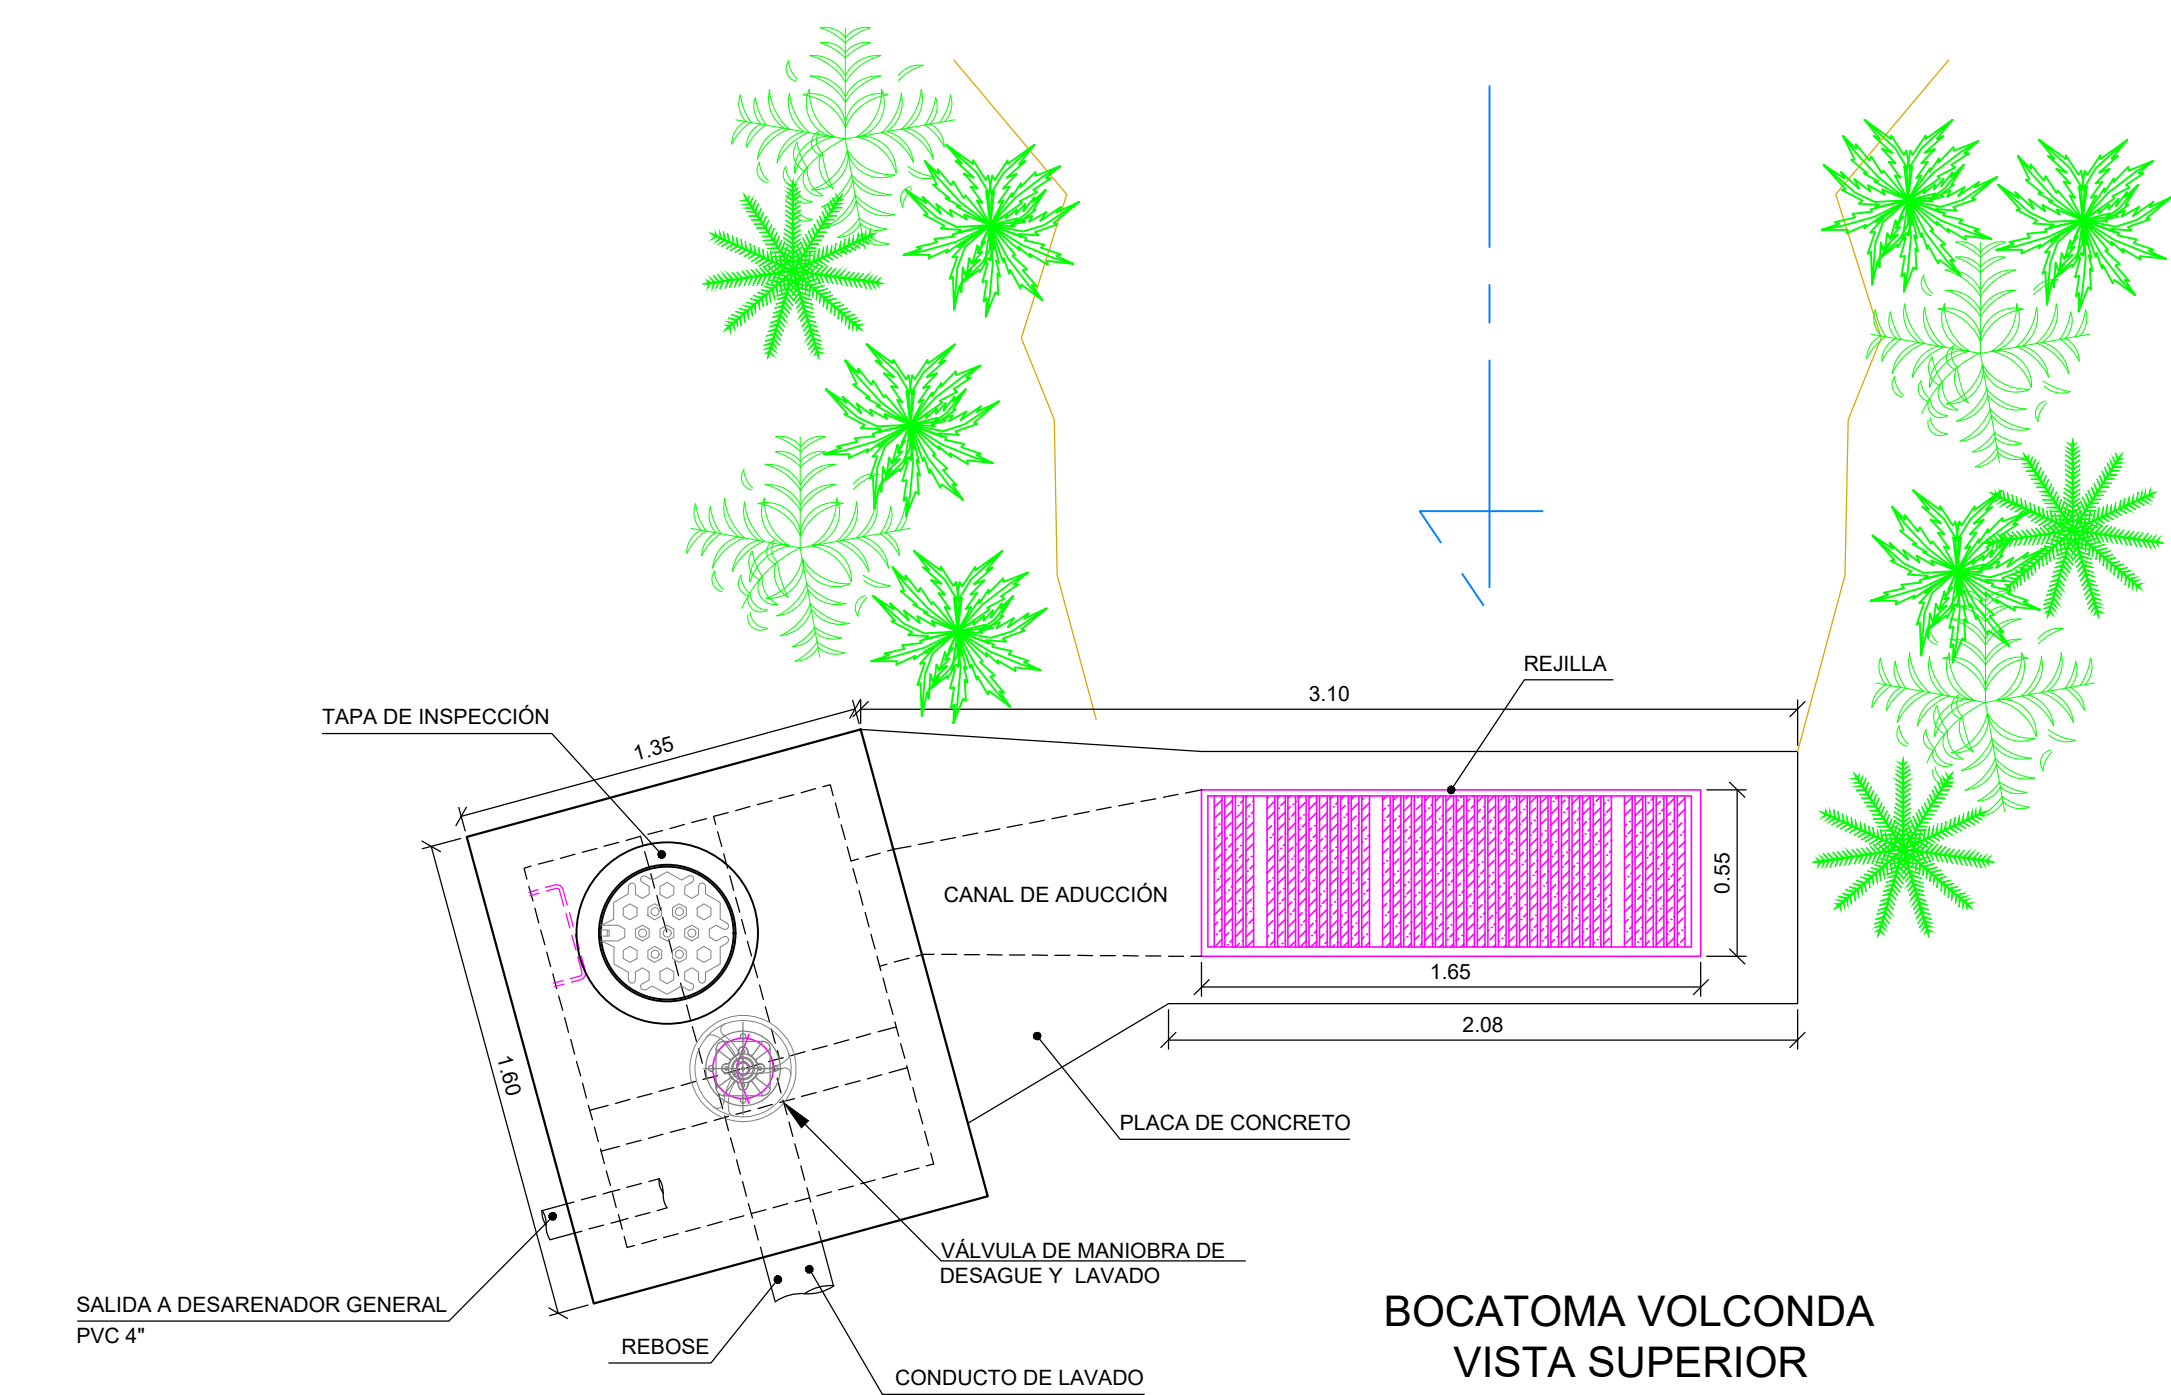 REJILLA
3.10
TAPA DE INSPECCIÓN
1.35
0.55
CANAL DE ADUCCIÓN
1.65
2.08
1.60
PLACA DE CONCRETO
VÁLVULA DE MANIOBRA DE
DESAGUE Y LAVADO
SALIDA A DESARENADOR GENERAL
PVC 4"
REBOSE
CONDUCTO DE LAVADO
BOCATOMA VOLCONDA
VISTA SUPERIOR